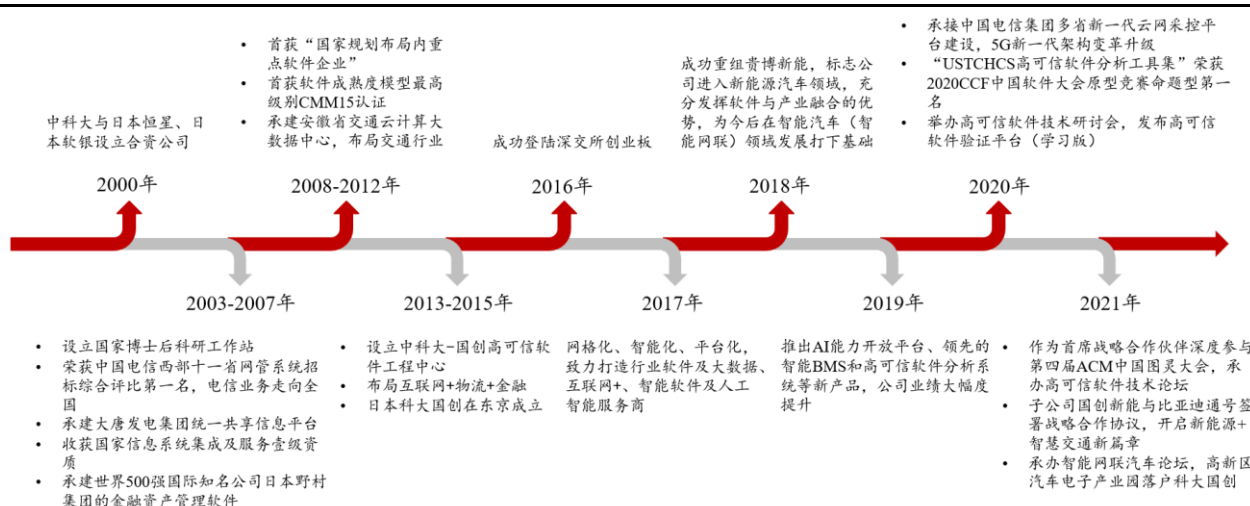 中科大与日本恒星、日
本软银设立合资公司
2000年
• 首获“国家规划布局内重
点软件企业”
• 首获软件成熟度模型最高
级别CMM15认证
• 承建安徽省交通云计算大
数据中心，布局交通行业
2008-2012年
成功登陆深交所创业板
2016年
成功重组贵博新能，标志公
司进入新能源汽车领域，充
分发挥软件与产业融合的优
势，为今后在智能汽车（智
能网联）领域发展打下基础
2018年
• 承接中国电信集团多省新一代云网采控平
台建设，5G新一代架构变革升级
• “USTCHCS高可信软件分析工具集”荣获
2020CCF中国软件大会原型竞赛命题型第一
名
• 举办高可信软件技术研讨会，发布高可信
软件验证平台（学习版）
2020年
2003-2007年
• 设立国家博士后科研工作站
• 荣获中国电信西部十一省网管系统招
标综合评比第一名，电信业务走向全
国
• 承建大唐发电集团统一共享信息平台
• 收获国家信息系统集成及服务壹级资
质
• 承建世界500强国际知名公司日本野村
集团的金融资产管理软件
2013-2015年
• 设立中科大-国创高可信软
件工程中心
• 布局互联网+物流+金融
• 日本科大国创在东京成立
2017年
网格化、智能化、平台化，
致力打造行业软件及大数据、
互联网+、智能软件及人工
智能服务商
2019年
推出AI能力开放平台、领先的
智能BMS和高可信软件分析系
统等新产品，公司业绩大幅度
提升
2021年
• 作为首席战略合作伙伴深度参与
第四届ACM中国图灵大会，承
办高可信软件技术论坛
• 子公司国创新能与比亚迪通号签
署战略合作协议，开启新能源+
智慧交通新篇章
• 承办智能网联汽车论坛，高新区
汽车电子产业园落户科大国创